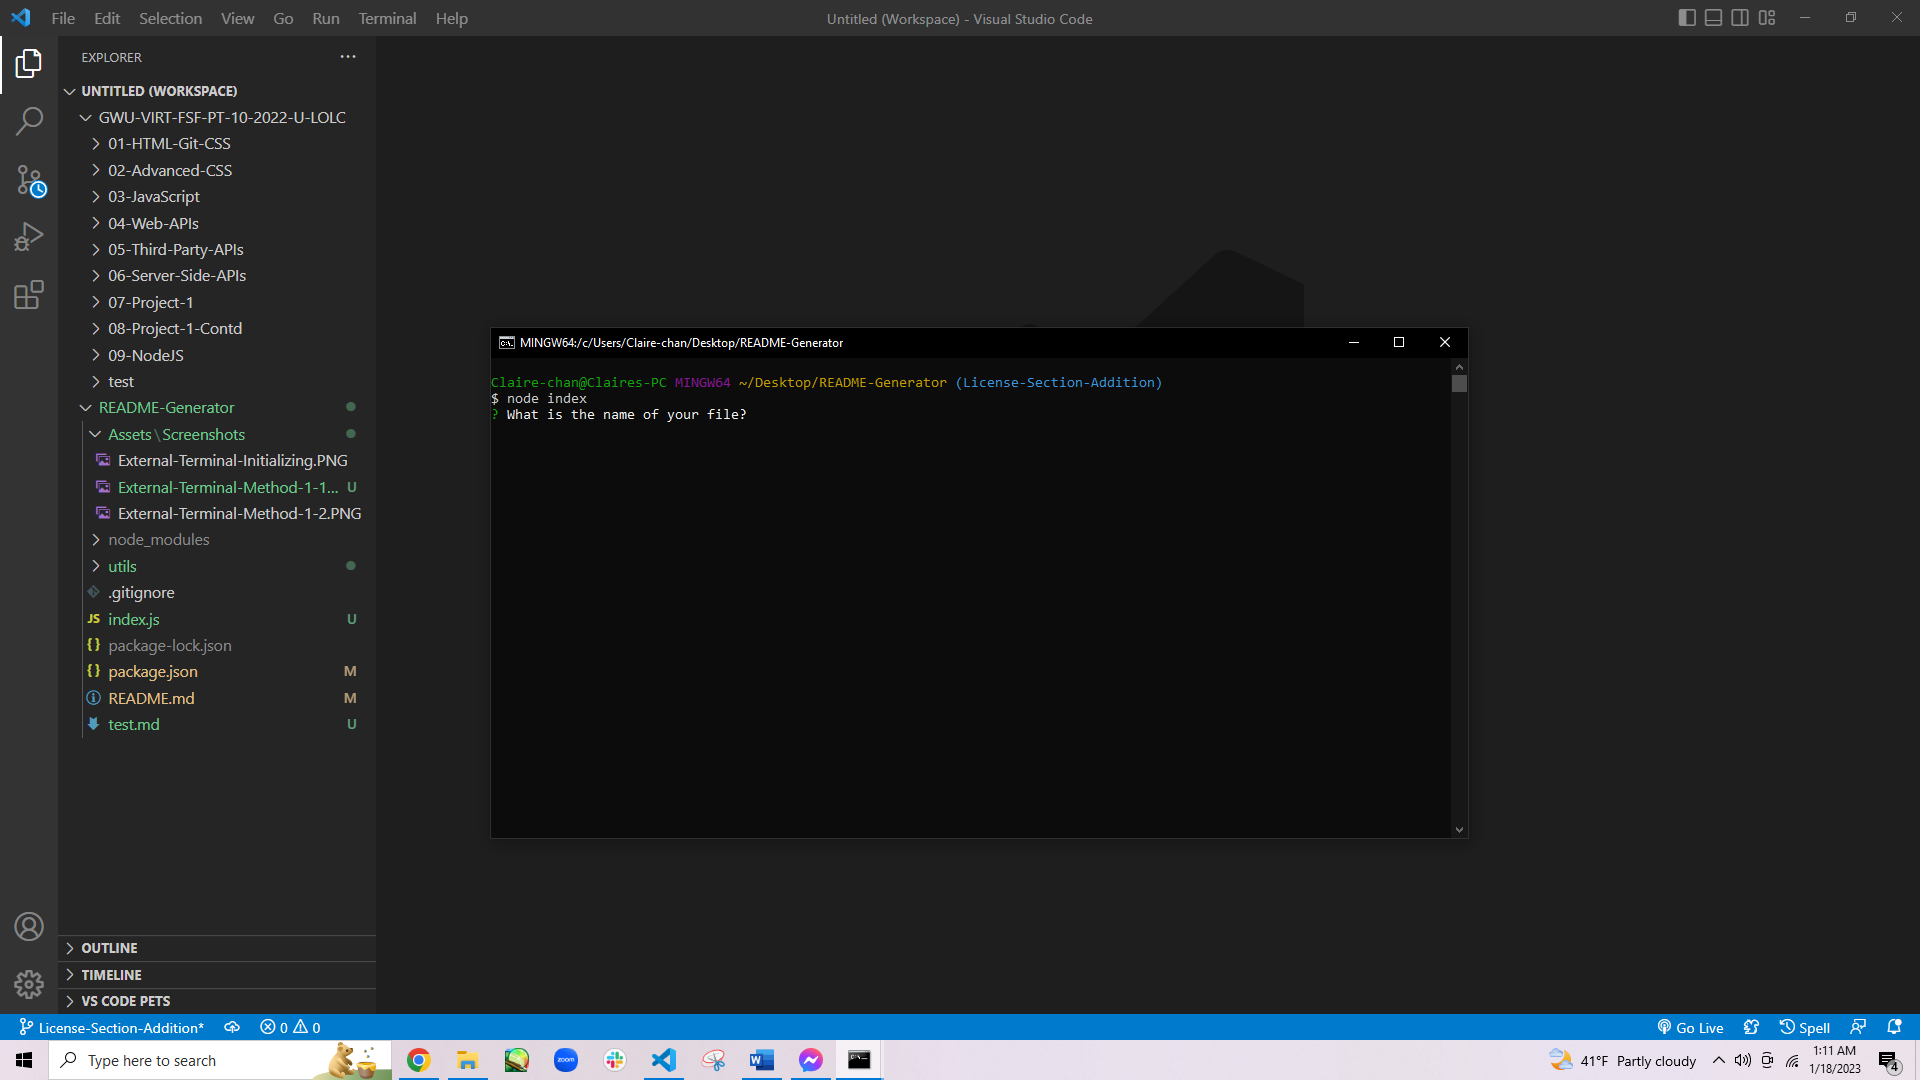 File Edit Selection View Go Run Terminal Help
Untitled (Workspace) - Visual Studio Code
EXPLORER
UNTITLED (WORKSPACE)
GWU-VIRT-FSF-PT-10-2022-U-LOLC
01-HTML-Git-CSS
02-Advanced-CSS
03-JavaScript
04-Web-APIs
05-Third-Party-APIs
06-Server-Side-APIs
07-Project-1
08-Project-1-Contd
09-NodeJS
test
README-Generator
Assets\Screenshots
External-Terminal-Initializing.PNG
External-Terminal-Method-1-1... U
External-Terminal-Method-1-2.PNG
node_modules
utils
.gitignore
JS index.js U
{} package-lock.json
{} package.json M
README.md M
test.md U
OUTLINE
TIMELINE
VS CODE PETS
MINGW64:/c/Users/Claire-chan/Desktop/README-Generator
Claire-chan@Claires-PC MINGW64 ~/Desktop/README-Generator (License-Section-Addition)
$ node index
? What is the name of your file?
License-Section-Addition* 0 0
Go Live Spell
Type here to search
zoom
41°F Partly cloudy
1:11 AM
1/18/2023
4